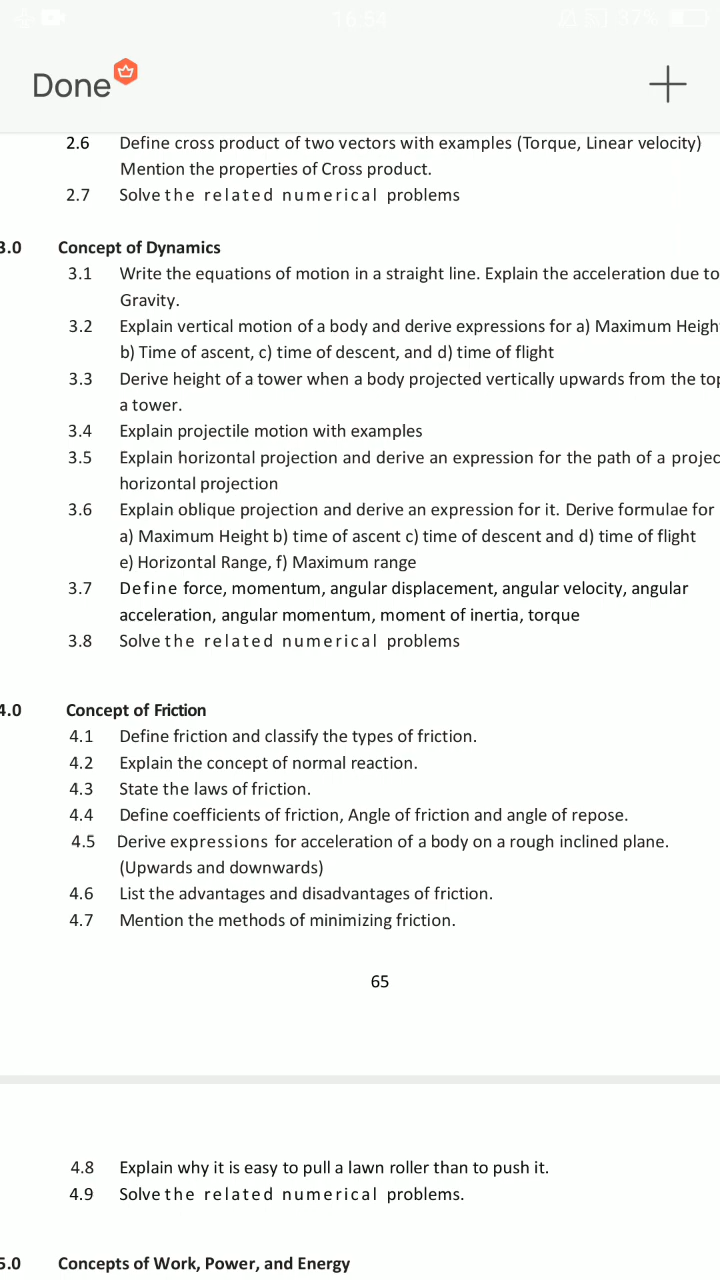 16:51
37%
Done
2.6 Define cross product of two vectors with examples (Torque, Linear velocity)
Mention the properties of Cross product.
2.7 Solve the related numerical problems
3.0 Concept of Dynamics
3.1 Write the equations of motion in a straight line. Explain the acceleration due to
Gravity.
3.2 Explain vertical motion of a body and derive expressions for a) Maximum Heigh
b) Time of ascent, c) time of descent, and d) time of flight
3.3 Derive height of a tower when a body projected vertically upwards from the top
a tower.
3.4 Explain projectile motion with examples
3.5 Explain horizontal projection and derive an expression for the path of a projec
horizontal projection
3.6 Explain oblique projection and derive an expression for it. Derive formulae for
a) Maximum Height b) time of ascent c) time of descent and d) time of flight
e) Horizontal Range, f) Maximum range
3.7 Define force, momentum, angular displacement, angular velocity, angular
acceleration, angular momentum, moment of inertia, torque
3.8 Solve the related numerical problems
4.0 Concept of Friction
4.1 Define friction and classify the types of friction.
4.2 Explain the concept of normal reaction.
4.3 State the laws of friction.
4.4 Define coefficients of friction, Angle of friction and angle of repose.
4.5 Derive expressions for acceleration of a body on a rough inclined plane.
(Upwards and downwards)
4.6 List the advantages and disadvantages of friction.
4.7 Mention the methods of minimizing friction.
65
4.8 Explain why it is easy to pull a lawn roller than to push it.
4.9 Solve the related numerical problems.
5.0 Concepts of Work, Power, and Energy